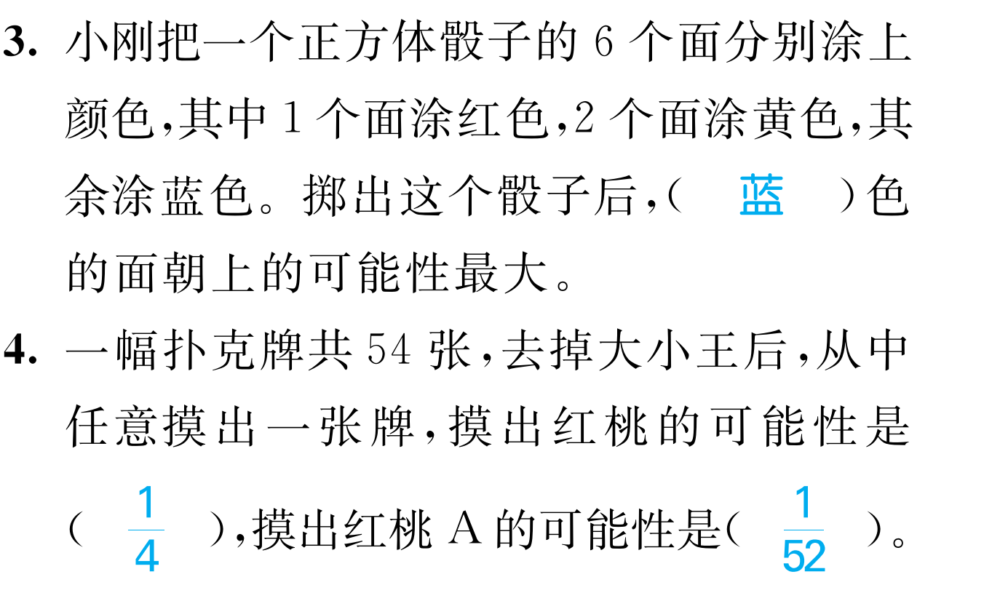 3. 小刚把一个正方体骰子的 6 个面分别涂上
颜色,其中 1 个面涂红色,2 个面涂黄色,其
余涂蓝色。掷出这个骰子后,( 蓝 )色
的面朝上的可能性最大。
4. 一幅扑克牌共 54 张,去掉大小王后,从中
任意摸出一张牌,摸出红桃的可能性是
( 1/4 ),摸出红桃 A 的可能性是( 1/52 )。